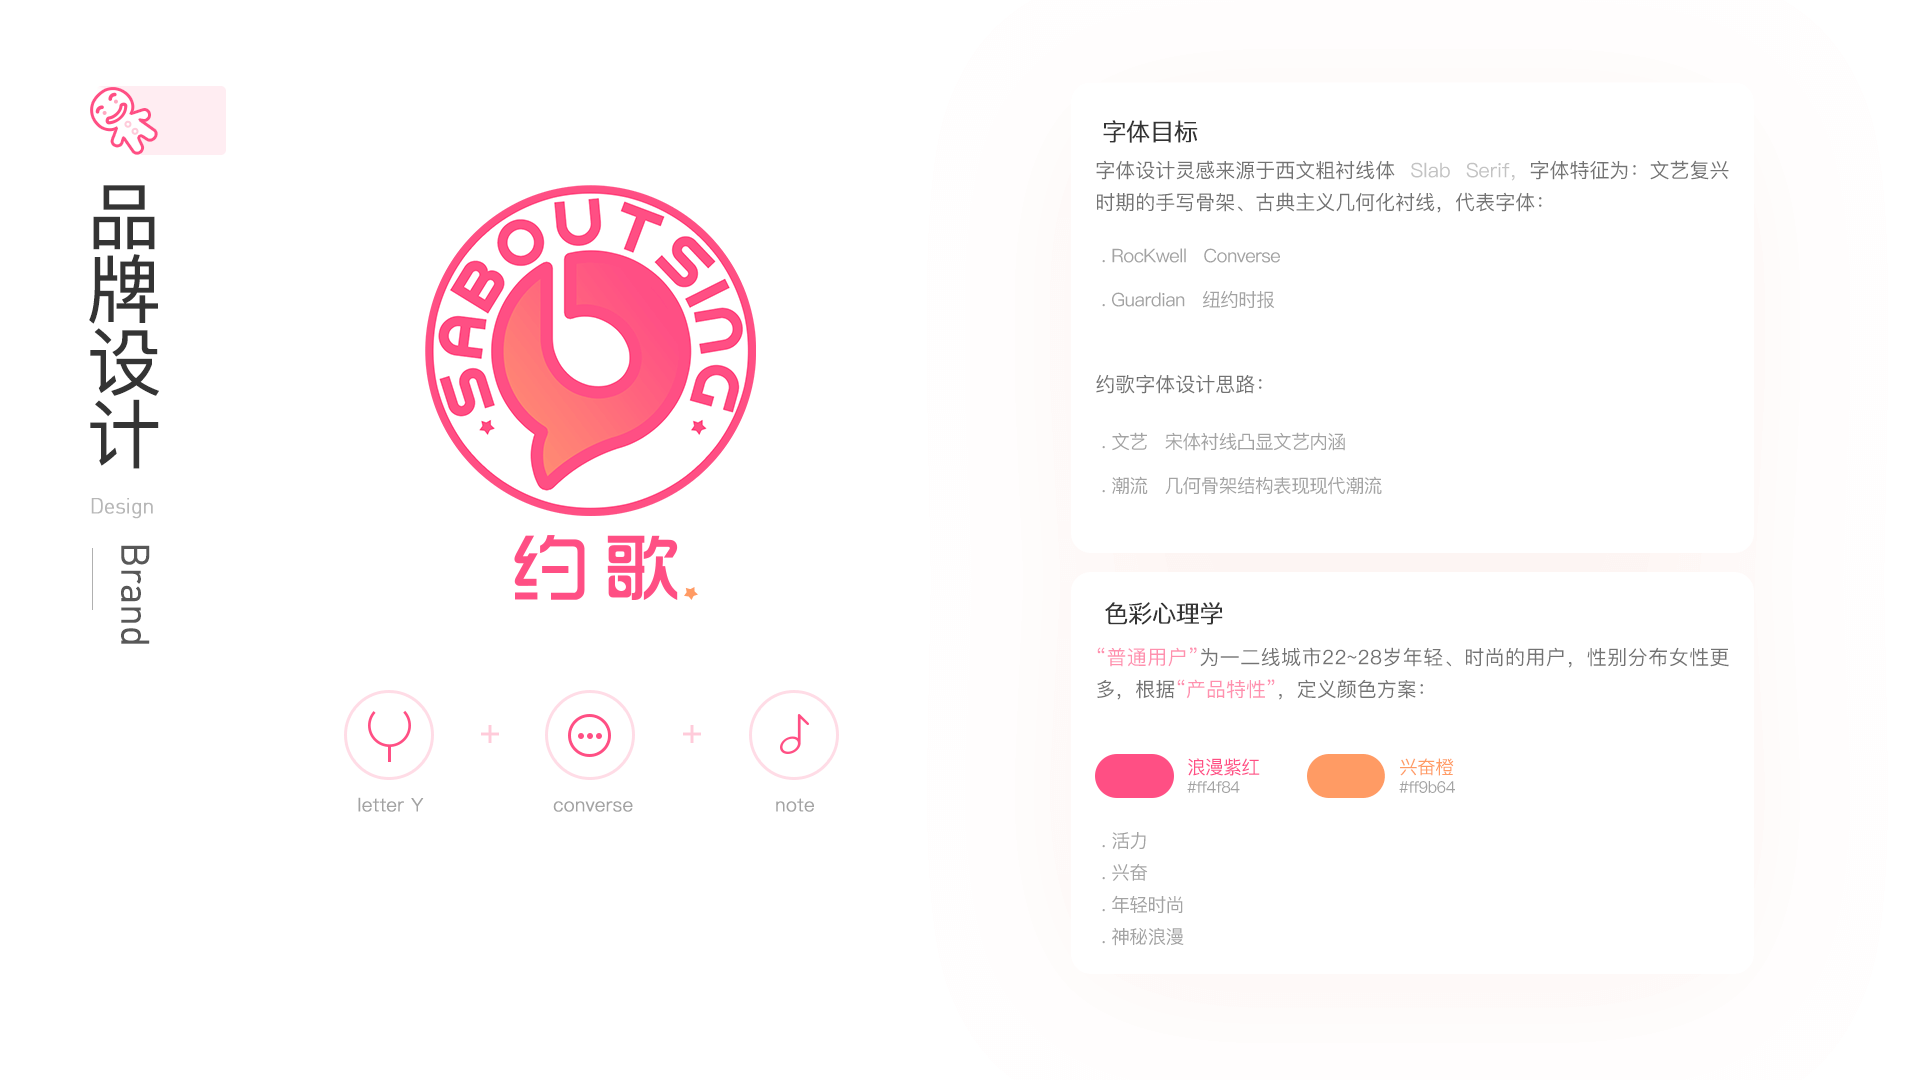 品牌设计
Design
Brand
SABOUTSING
约歌
letter Y
+
converse
+
note
字体目标
字体设计灵感来源于西文粗衬线体 Slab Serif，字体特征为：文艺复兴
时期的手写骨架、古典主义几何化衬线，代表字体：
. RocKwell Converse
. Guardian 纽约时报
约歌字体设计思路：
. 文艺 宋体衬线凸显文艺内涵
. 潮流 几何骨架结构表现现代潮流
色彩心理学
“普通用户”为一二线城市22~28岁年轻、时尚的用户，性别分布女性更
多，根据“产品特性”，定义颜色方案：
浪漫紫红
#ff4f84
兴奋橙
#ff9b64
. 活力
. 兴奋
. 年轻时尚
. 神秘浪漫